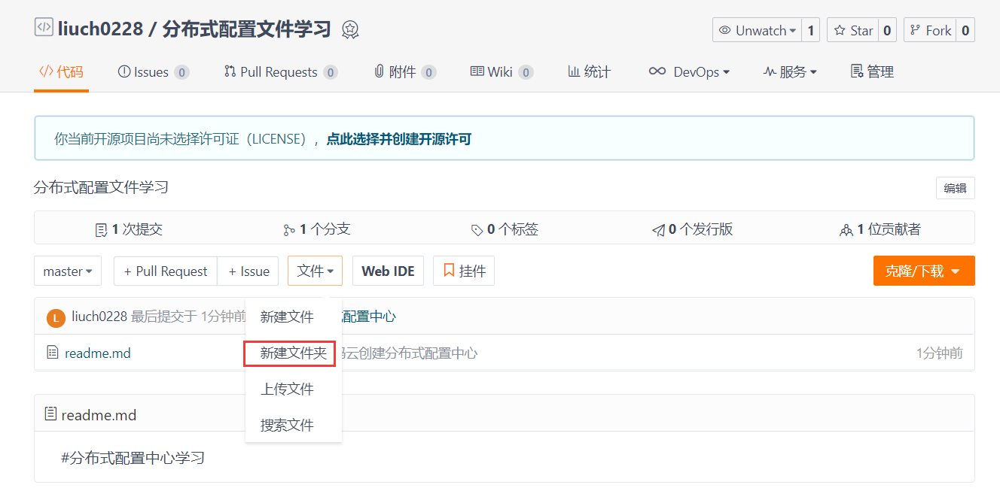 liuch0228 / 分布式配置文件学习
Unwatch 1 Star 0 Fork 0
代码 Issues 0 Pull Requests 0 附件 0 Wiki 0 统计 DevOps 服务 管理
你当前开源项目尚未选择许可证（LICENSE），点此选择并创建开源许可
分布式配置文件学习 编辑
1 次提交 1 个分支 0 个标签 0 个发行版 1 位贡献者
master + Pull Request + Issue 文件 Web IDE 挂件 克隆/下载
L liuch0228 最后提交于 1分钟前 配置中心
新建文件
readme.md 云创建分布式配置中心 1分钟前
新建文件夹
上传文件
搜索文件
readme.md
#分布式配置中心学习